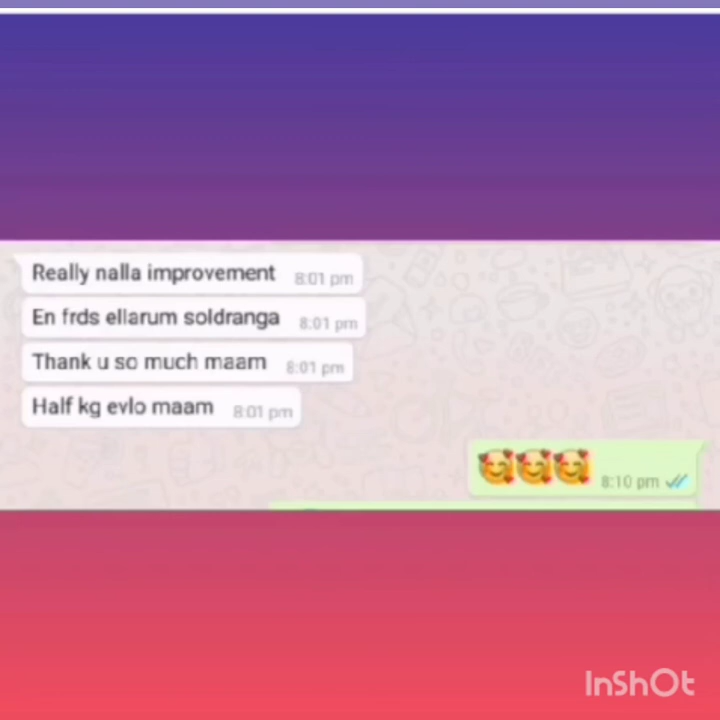 Really nalla improvement 8:01 pm
En frds ellarum soldranga 8:01 pm
Thank u so much maam 8:01 pm
Half kg evlo maam 8:01 pm
🥰🥰🥰 8:10 pm
InShOt